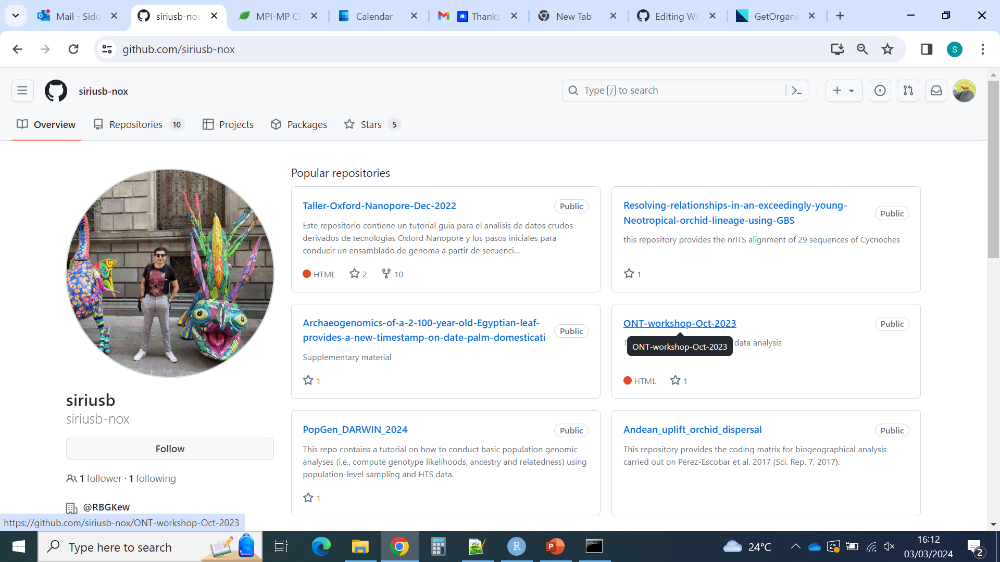 Mail - Sido
siriusb-nox
MPI-MP Ch
Calendar -
Thanks
New Tab
Editing Wo
GetOrgane
github.com/siriusb-nox
S
siriusb-nox
Type / to search
Overview
Repositories 10
Projects
Packages
Stars 5
Popular repositories
Taller-Oxford-Nanopore-Dec-2022
Public
Este repositorio contiene un tutorial guia para el analisis de datos crudos
derivados de tecnologias Oxford Nanopore y los pasos iniciales para
conducir un ensamblado de genoma a partir de secuenci...
HTML 2 10
Resolving-relationships-in-an-exceedingly-young-
Neotropical-orchid-lineage-using-GBS
Public
this repository provides the nrITS alignment of 29 sequences of Cycnoches
1
Archaeogenomics-of-a-2-100-year-old-Egyptian-leaf-
provides-a-new-timestamp-on-date-palm-domesticati
Public
Supplementary material
1
ONT-workshop-Oct-2023
Public
data analysis
ONT-workshop-Oct-2023
HTML 1
PopGen_DARWIN_2024
Public
This repo contains a tutorial on how to conduct basic population genomic
analyses (i.e., compute genotype likelihoods, ancestry and relatedness) using
population-level sampling and HTS data.
1
Andean_uplift_orchid_dispersal
Public
This repository provides the coding matrix for biogeographical analysis
carried out on Perez-Escobar et al. 2017 (Sci. Rep. 7, 2017).
siriusb
siriusb-nox
Follow
1 follower · 1 following
@RBGKew
https://github.com/siriusb-nox/ONT-workshop-Oct-2023
Type here to search
24°C
16:12
03/03/2024
2